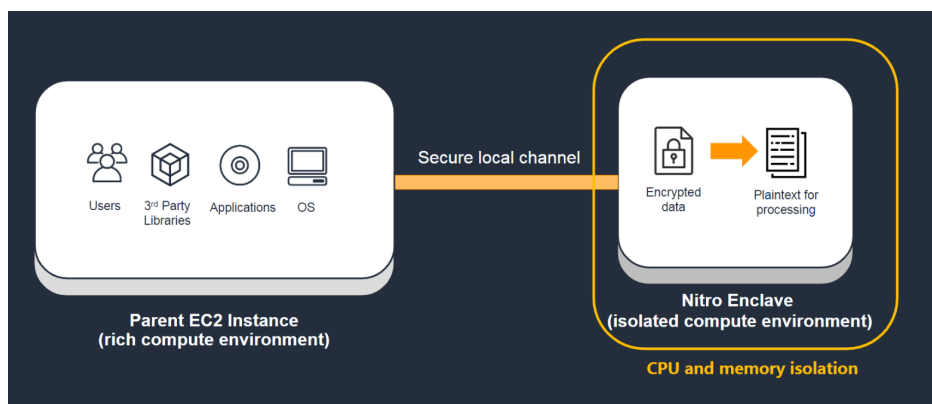 Users
3rd Party
Libraries
Applications
OS
Parent EC2 Instance
(rich compute environment)
Secure local channel
Encrypted
data
Plaintext for
processing
Nitro Enclave
(isolated compute environment)
CPU and memory isolation